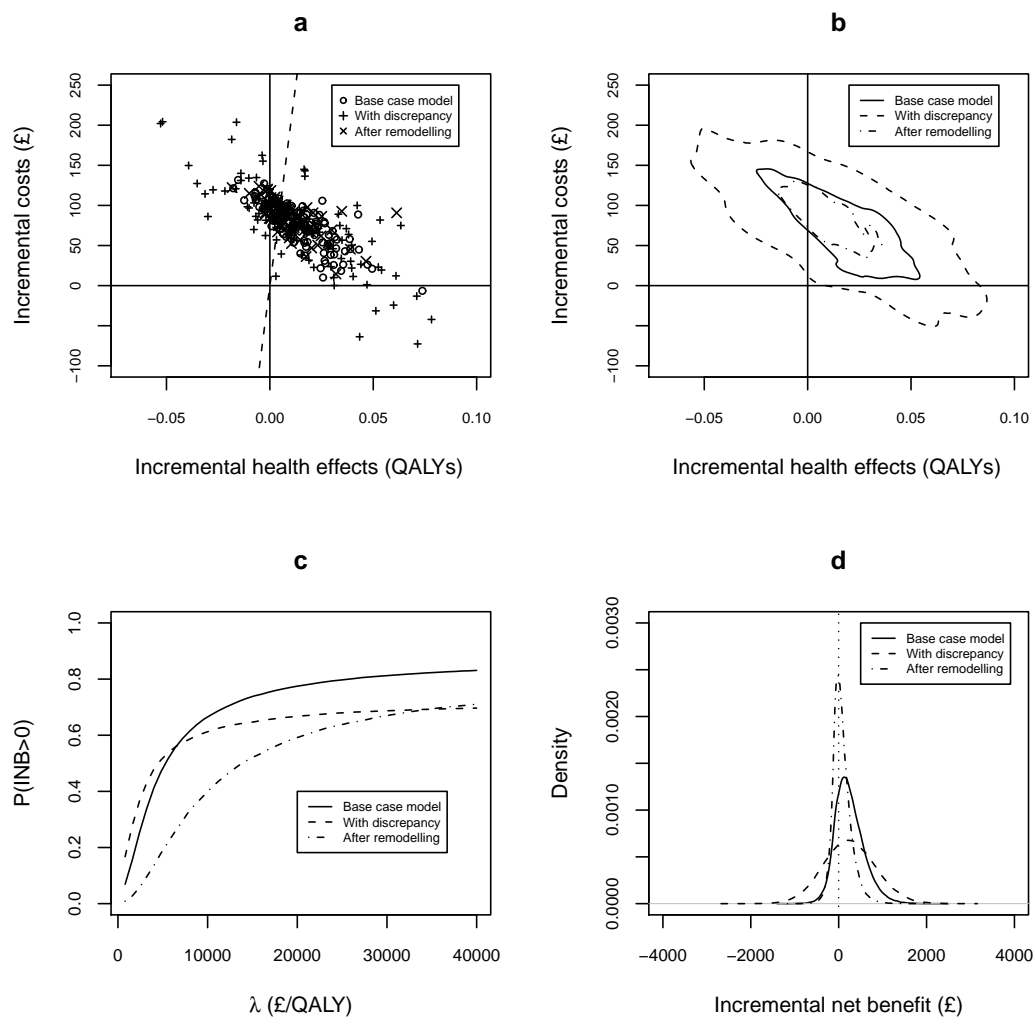 a
Incremental costs (£)
250
200
150
100
50
0
−100
−0.05
0.00
0.05
0.10
Incremental health effects (QALYs)
Base case model
With discrepancy
After remodelling
b
Incremental costs (£)
250
200
150
100
50
0
−100
−0.05
0.00
0.05
0.10
Incremental health effects (QALYs)
Base case model
With discrepancy
After remodelling
c
P(INB>0)
1.0
0.8
0.6
0.4
0.2
0.0
0
10000
20000
30000
40000
λ (£/QALY)
Base case model
With discrepancy
After remodelling
d
Density
0.0030
0.0020
0.0010
0.0000
−4000
−2000
0
2000
4000
Incremental net benefit (£)
Base case model
With discrepancy
After remodelling